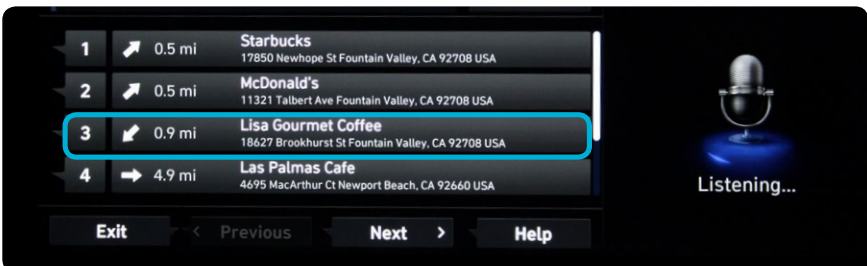 1 0.5 mi Starbucks
17850 Newhope St Fountain Valley, CA 92708 USA
2 0.5 mi McDonald's
11321 Talbert Ave Fountain Valley, CA 92708 USA
3 0.9 mi Lisa Gourmet Coffee
18627 Brookhurst St Fountain Valley, CA 92708 USA
4 4.9 mi Las Palmas Cafe
4695 MacArthur Ct Newport Beach, CA 92660 USA
Listening...
Exit < Previous Next > Help